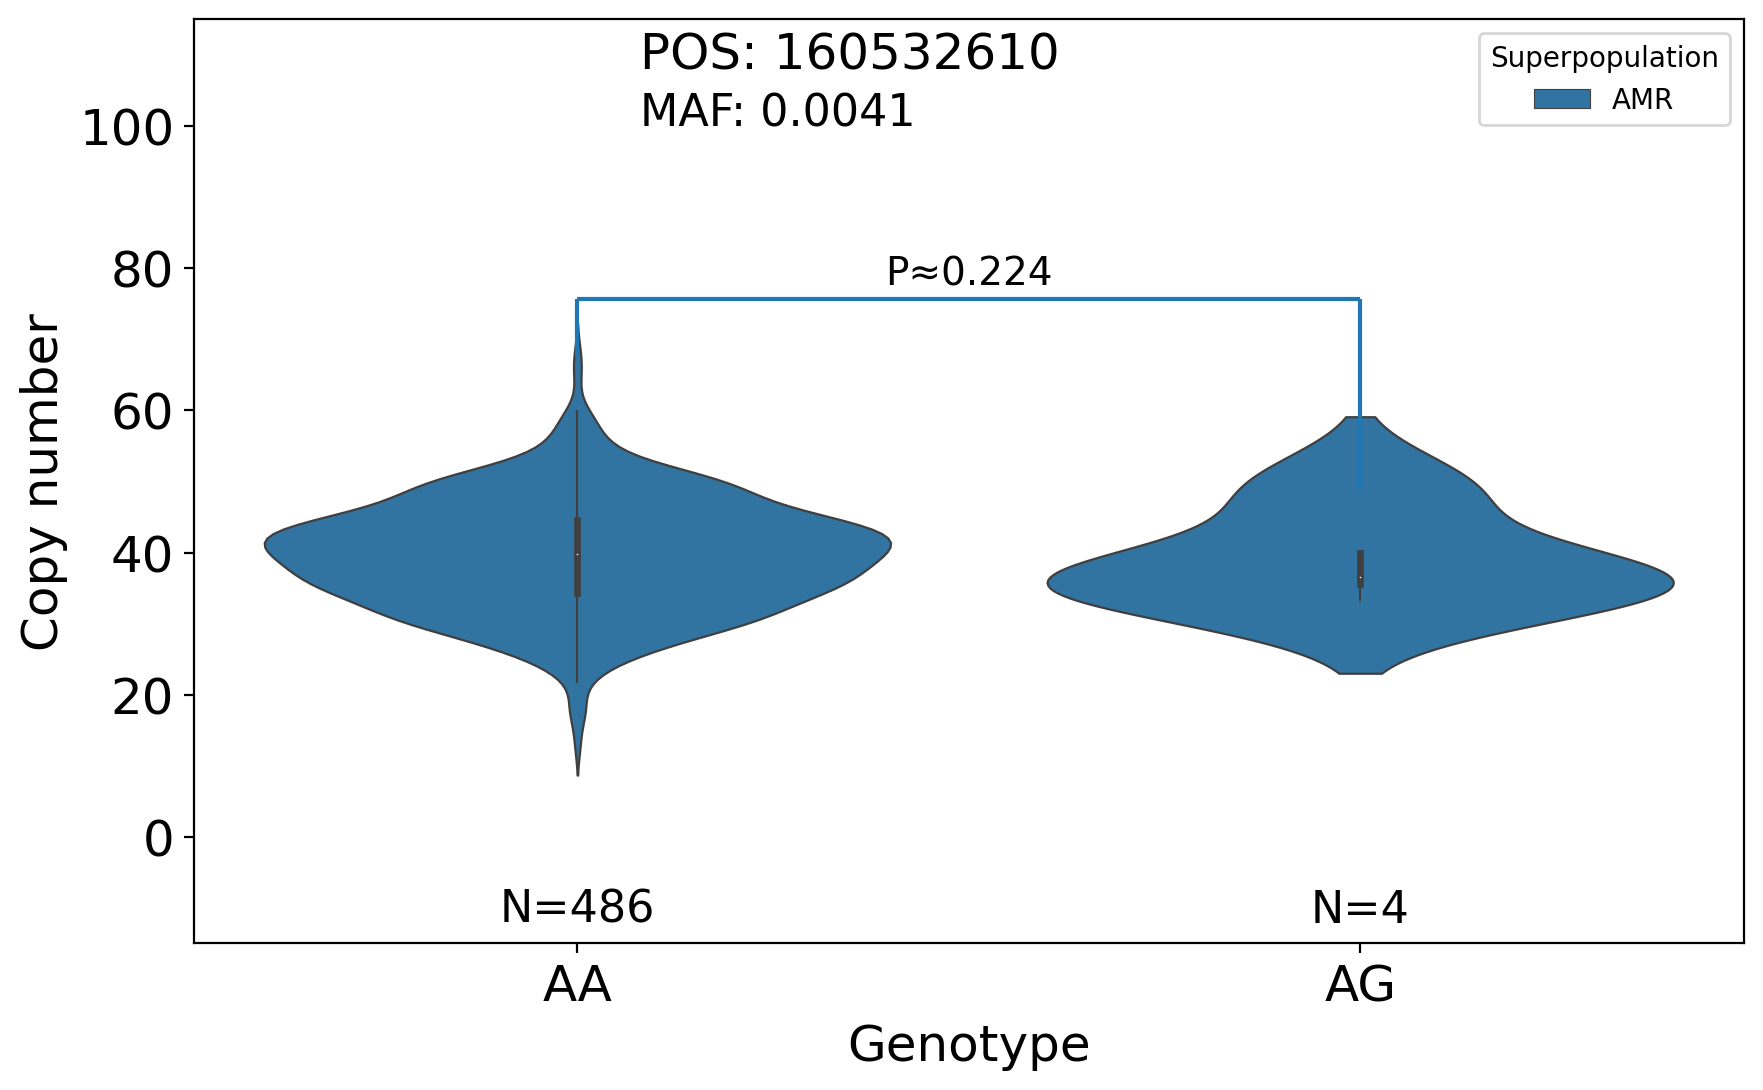 POS: 160532610
MAF: 0.0041
Superpopulation
AMR
P≈0.224
Copy number
100
80
60
40
20
0
N=486
N=4
AA
AG
Genotype